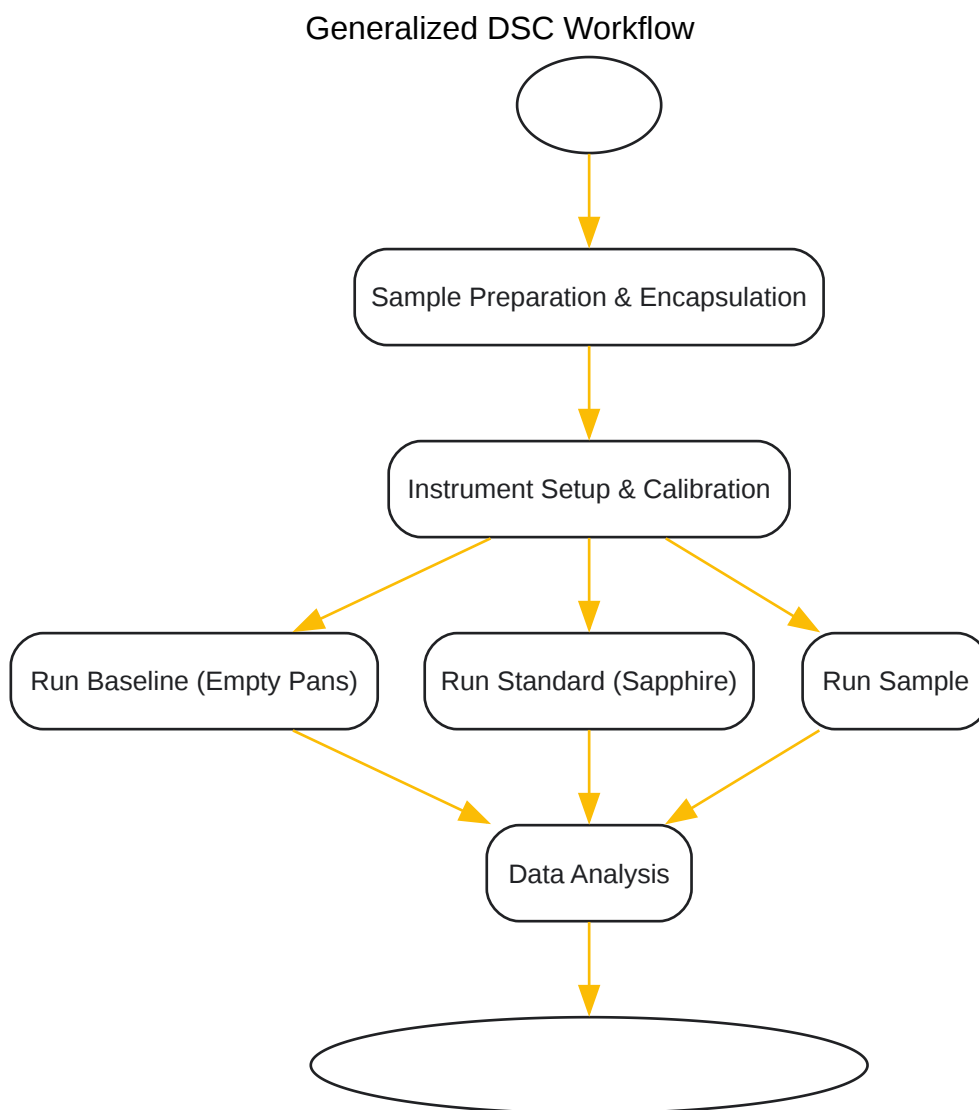 Generalized DSC Workflow
Sample Preparation & Encapsulation
Instrument Setup & Calibration
Run Baseline (Empty Pans)
Run Standard (Sapphire)
Run Sample
Data Analysis